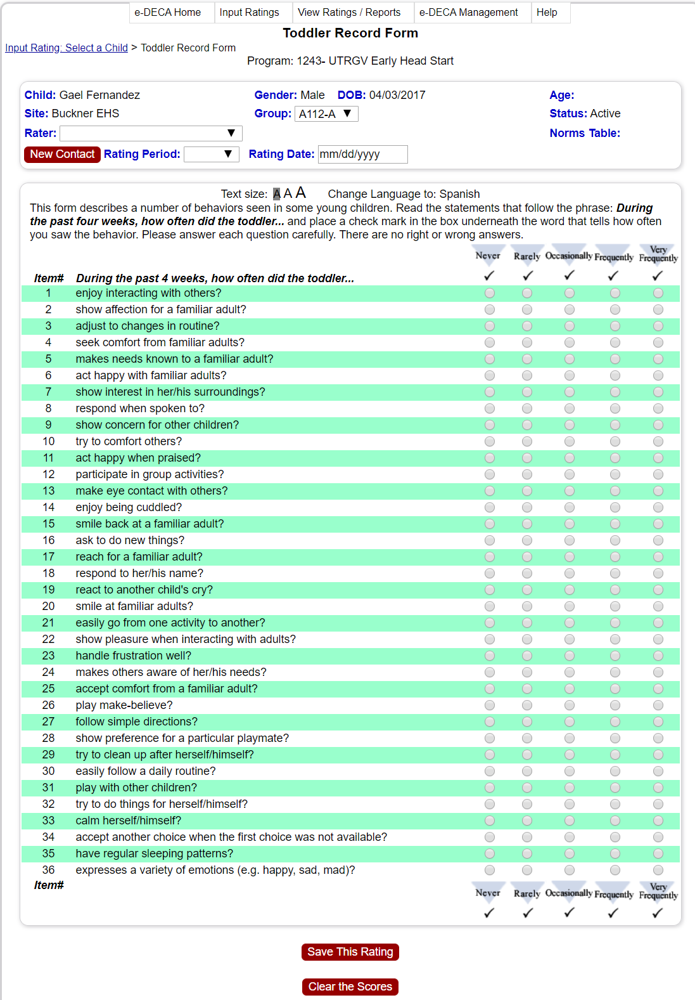 e-DECA Home Input Ratings View Ratings / Reports e-DECA Management Help
Toddler Record Form
Input Rating: Select a Child > Toddler Record Form
Program: 1243- UTRGV Early Head Start
Child: Gael Fernandez Gender: Male DOB: 04/03/2017 Age:
Site: Buckner EHS Group: A112-A Status: Active
Rater: Norms Table:
New Contact Rating Period: Rating Date: mm/dd/yyyy
Text size: A A A Change Language to: Spanish
This form describes a number of behaviors seen in some young children. Read the statements that follow the phrase: During
the past four weeks, how often did the toddler... and place a check mark in the box underneath the word that tells how often
you saw the behavior. Please answer each question carefully. There are no right or wrong answers.
Never Rarely Occasionally Frequently Very Frequently
Item# During the past 4 weeks, how often did the toddler...
1 enjoy interacting with others?
2 show affection for a familiar adult?
3 adjust to changes in routine?
4 seek comfort from familiar adults?
5 makes needs known to a familiar adult?
6 act happy with familiar adults?
7 show interest in her/his surroundings?
8 respond when spoken to?
9 show concern for other children?
10 try to comfort others?
11 act happy when praised?
12 participate in group activities?
13 make eye contact with others?
14 enjoy being cuddled?
15 smile back at a familiar adult?
16 ask to do new things?
17 reach for a familiar adult?
18 respond to her/his name?
19 react to another child's cry?
20 smile at familiar adults?
21 easily go from one activity to another?
22 show pleasure when interacting with adults?
23 handle frustration well?
24 makes others aware of her/his needs?
25 accept comfort from a familiar adult?
26 play make-believe?
27 follow simple directions?
28 show preference for a particular playmate?
29 try to clean up after herself/himself?
30 easily follow a daily routine?
31 play with other children?
32 try to do things for herself/himself?
33 calm herself/himself?
34 accept another choice when the first choice was not available?
35 have regular sleeping patterns?
36 expresses a variety of emotions (e.g. happy, sad, mad)?
Item#
Never Rarely Occasionally Frequently Very Frequently
Save This Rating
Clear the Scores